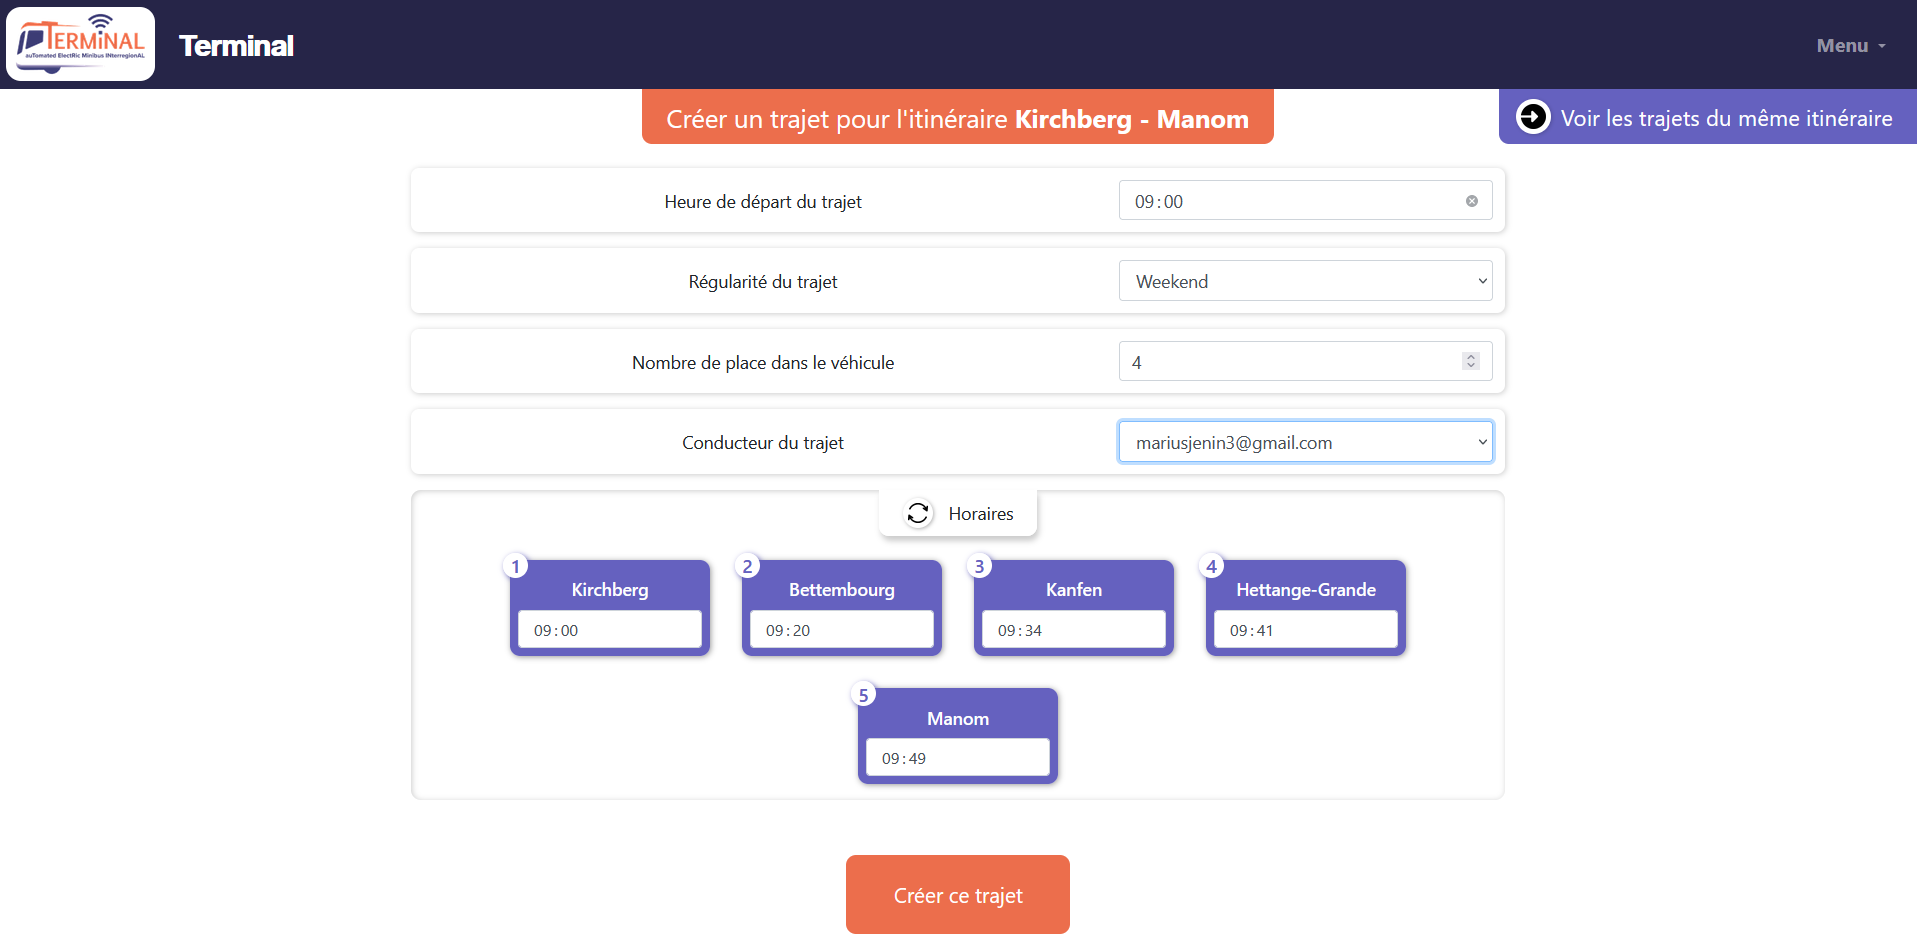 TERMINAL
auTomated ElectRic Minibus INterregionAL
Terminal
Menu
Créer un trajet pour l'itinéraire Kirchberg - Manom
Voir les trajets du même itinéraire
Heure de départ du trajet
09:00
Régularité du trajet
Weekend
Nombre de place dans le véhicule
4
Conducteur du trajet
mariusjenin3@gmail.com
Horaires
1
Kirchberg
09:00
2
Bettembourg
09:20
3
Kanfen
09:34
4
Hettange-Grande
09:41
5
Manom
09:49
Créer ce trajet